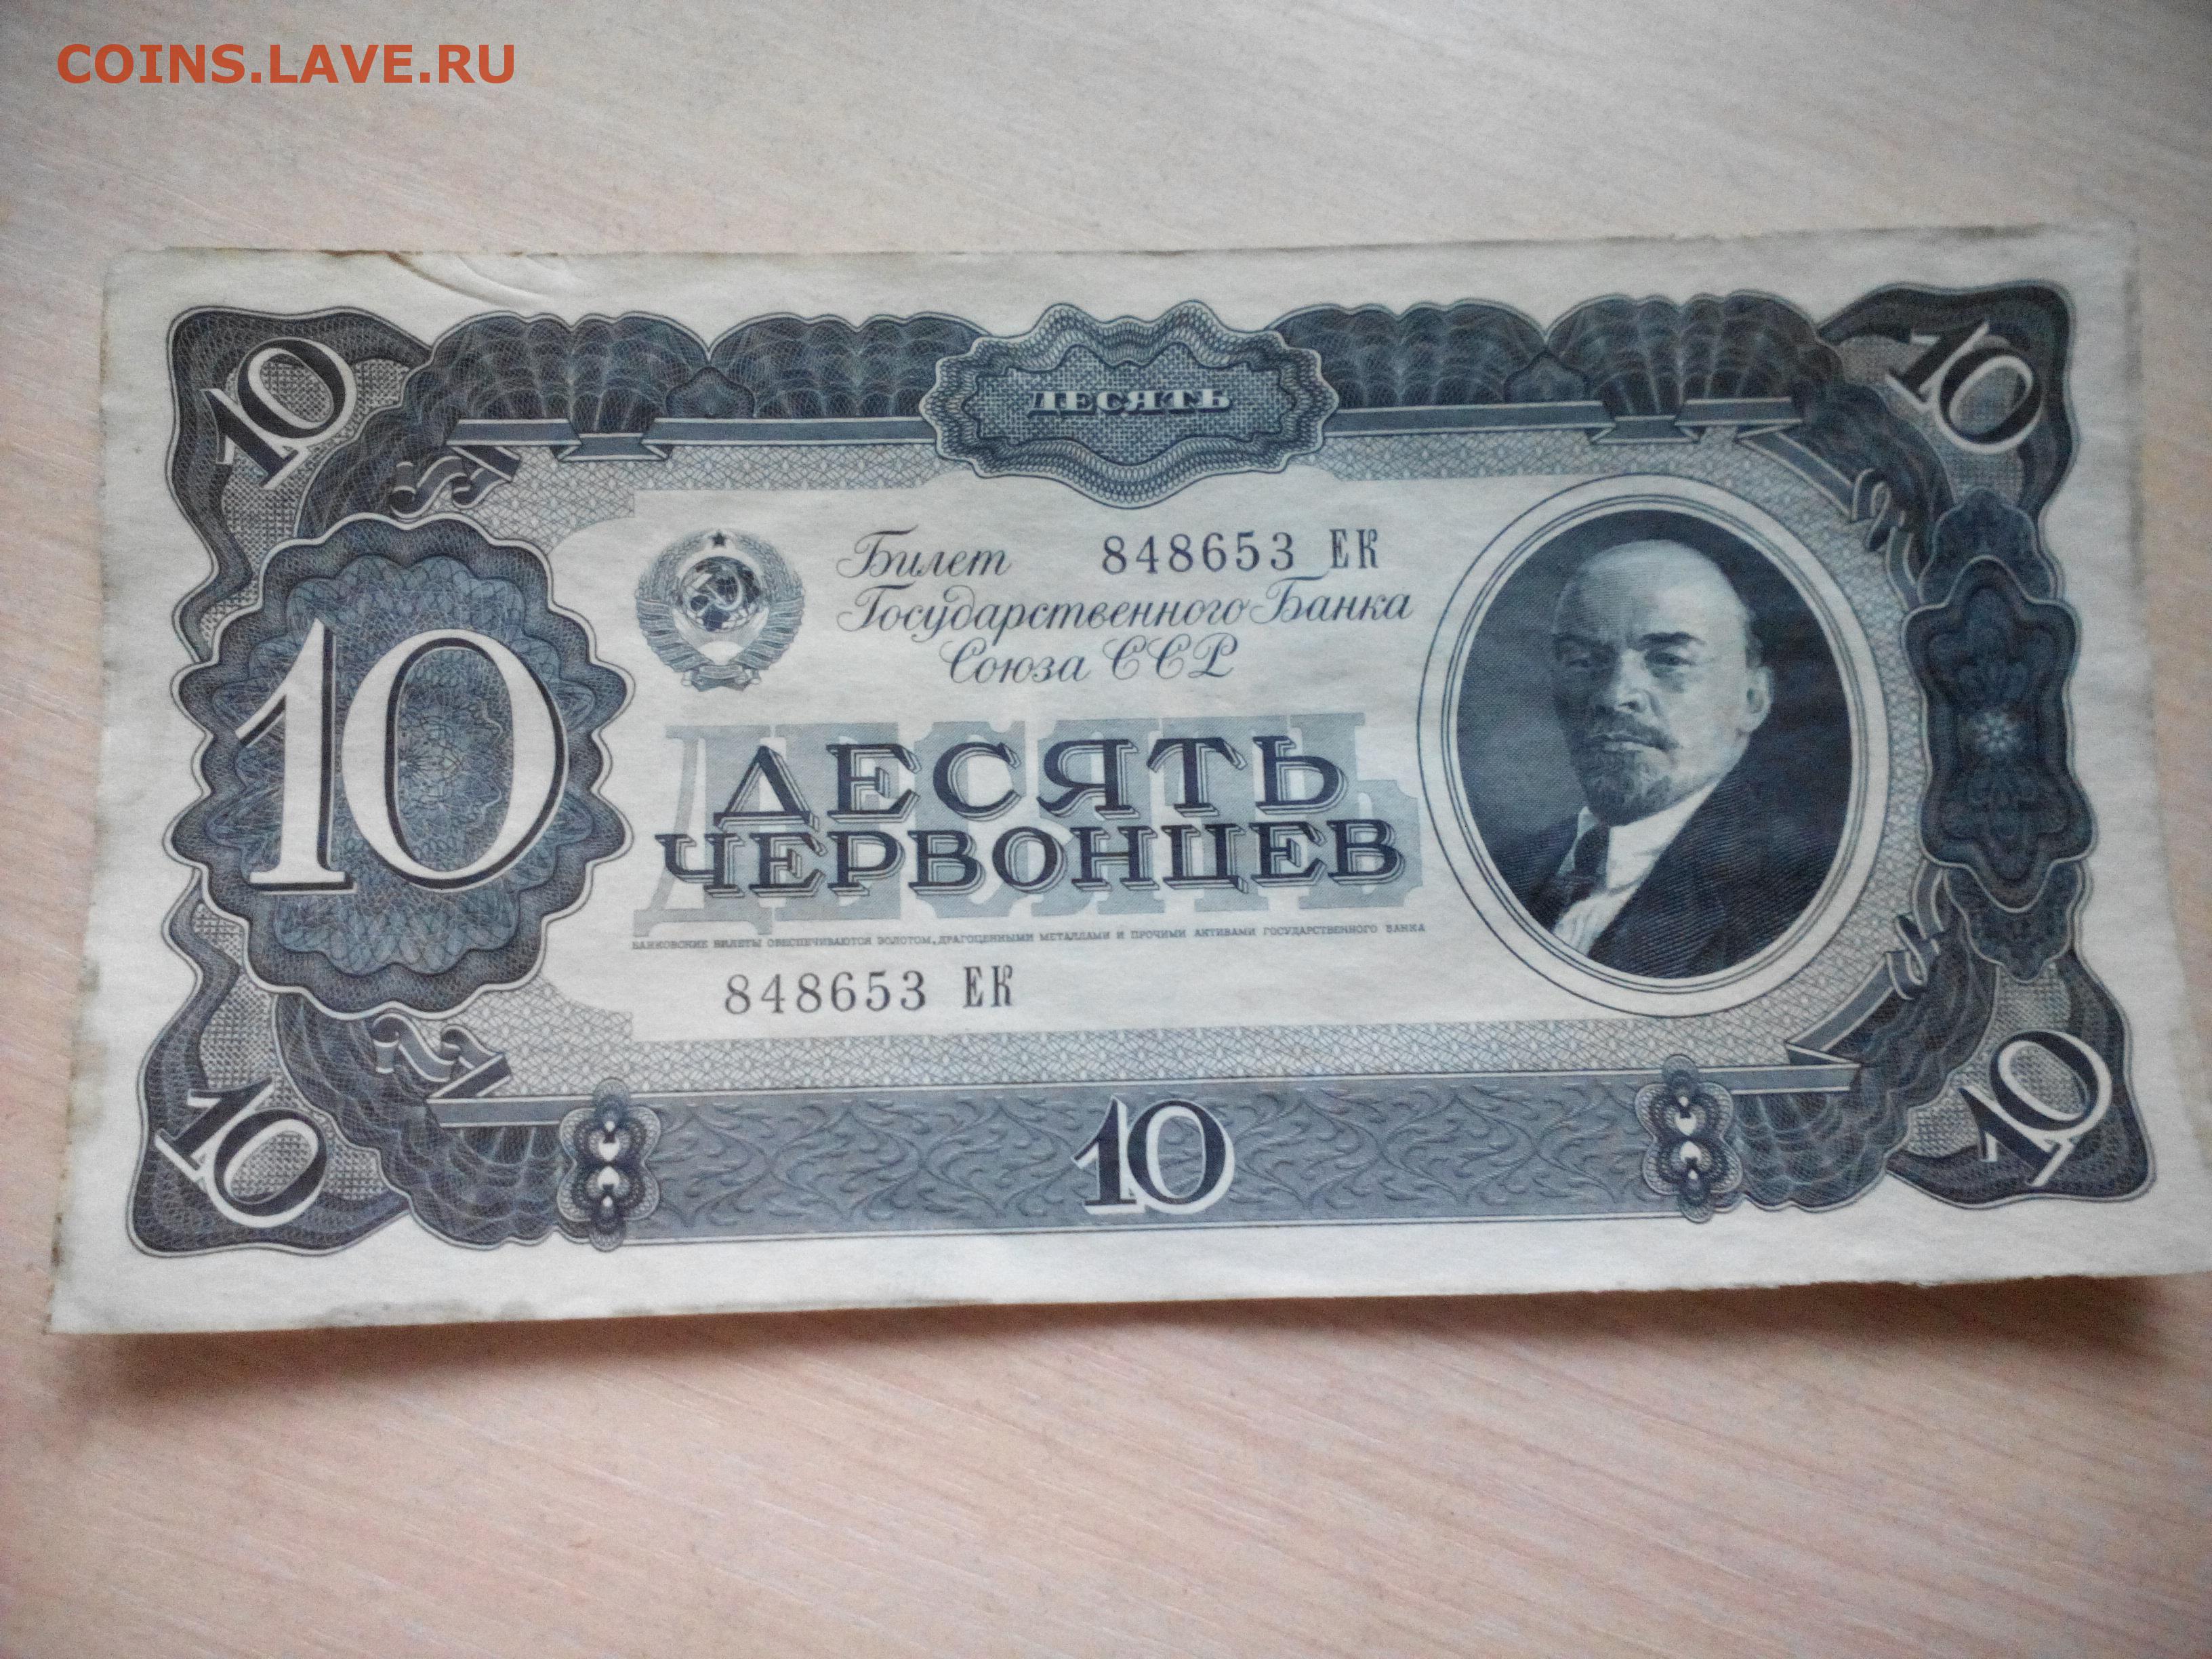 COINS.LAVE.RU
10
ДЕСЯТЬ
10
Билет 848653 ЕК
Государственного Банка
Союза ССР
10
ДЕСЯТЬ
ДЕСЯТЬ
ЧЕРВОНЦЕВ
БАНКОВСКИЕ БИЛЕТЫ ОБЕСПЕЧИВАЮТСЯ ЗОЛОТОМ, ДРАГОЦЕННЫМИ МЕТАЛЛАМИ И ПРОЧИМИ АКТИВАМИ ГОСУДАРСТВЕННОГО БАНКА
848653 ЕК
10
10
10